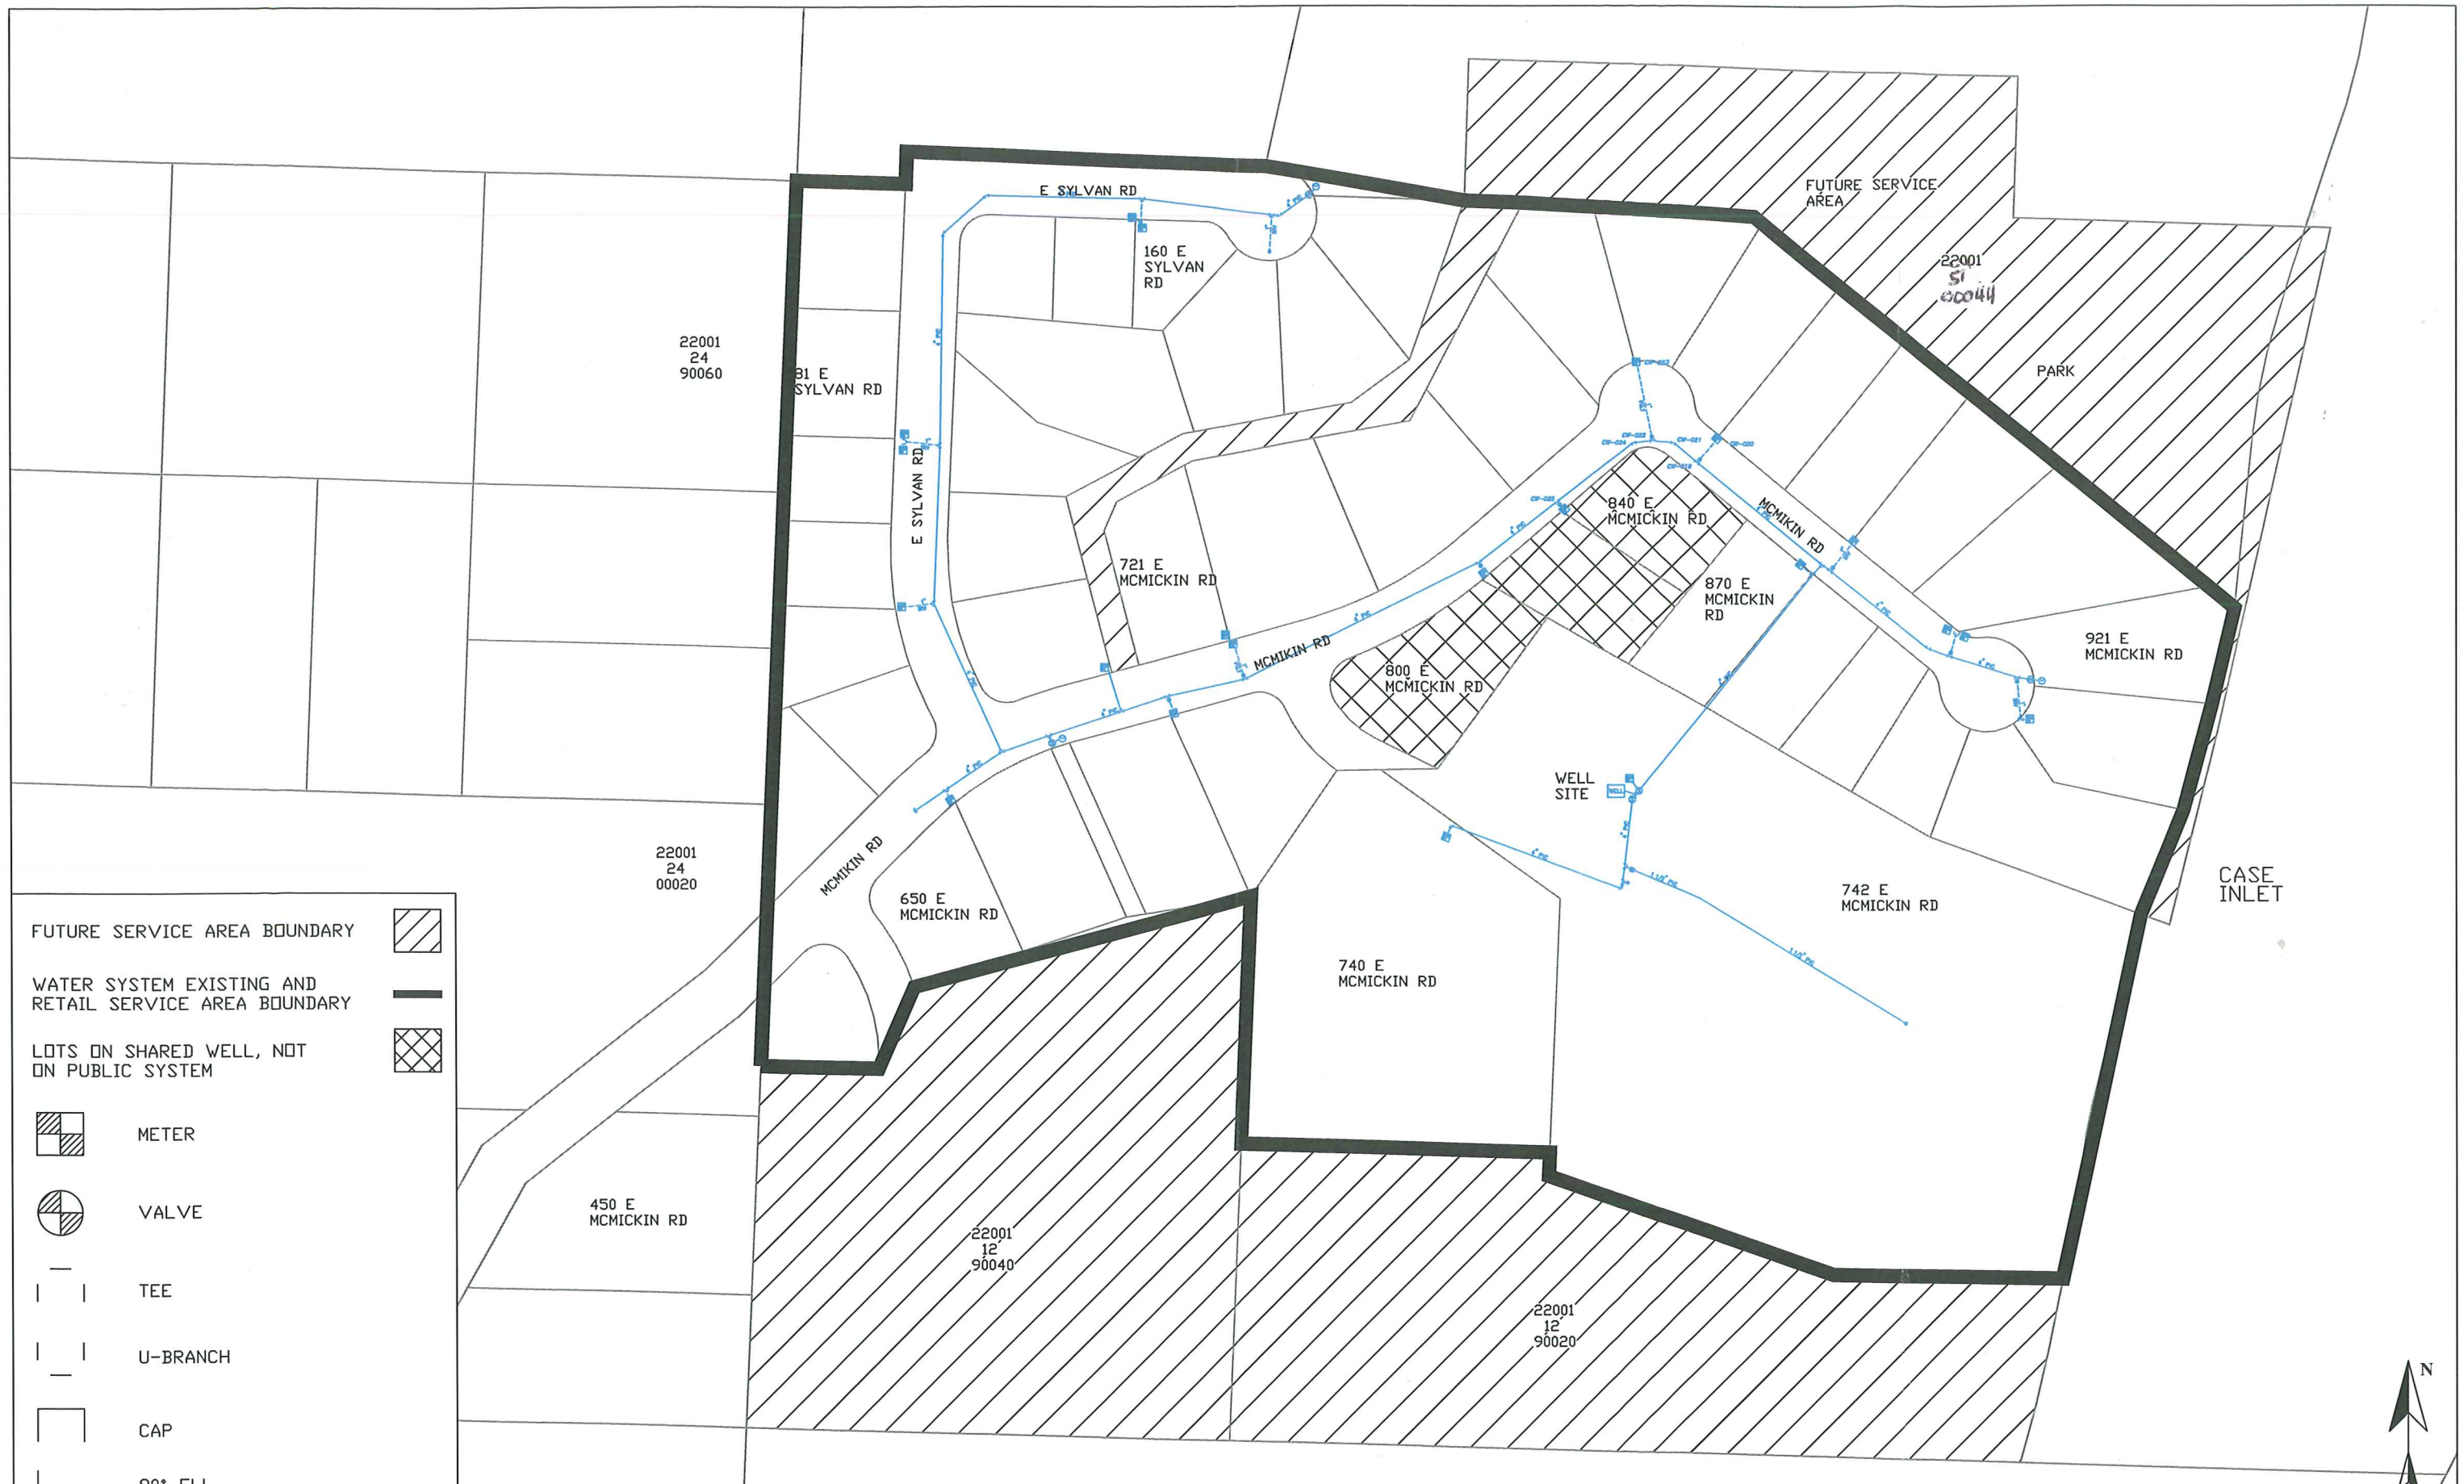 E SYLVAN RD
FUTURE SERVICE
AREA
160 E
SYLVAN
RD
22001
51
00044
22001
24
90060
81 E
SYLVAN RD
PARK
E SYLVAN RD
840 E
MCMICKIN RD
MCMIKIN RD
721 E
MCMICKIN RD
870 E
MCMICKIN
RD
MCMIKIN RD
921 E
MCMICKIN RD
800 E
MCMICKIN RD
WELL
SITE
WELL
MCMIKIN RD
22001
24
00020
650 E
MCMICKIN RD
742 E
MCMICKIN RD
CASE
INLET
740 E
MCMICKIN RD
450 E
MCMICKIN RD
22001
12
90040
22001
12
90020
FUTURE SERVICE AREA BOUNDARY
WATER SYSTEM EXISTING AND
RETAIL SERVICE AREA BOUNDARY
LOTS ON SHARED WELL, NOT
ON PUBLIC SYSTEM
METER
VALVE
TEE
U-BRANCH
CAP
N